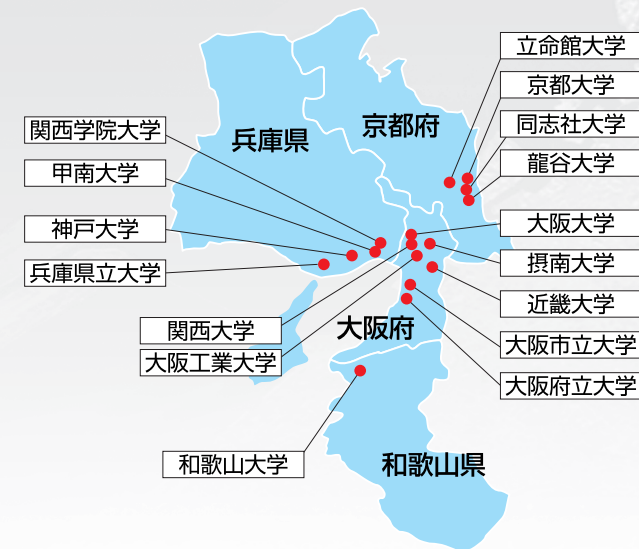 立命館大学
京都大学
同志社大学
龍谷大学
関西学院大学
甲南大学
神戸大学
兵庫県立大学
兵庫県
京都府
大阪大学
摂南大学
近畿大学
大阪市立大学
大阪府立大学
関西大学
大阪工業大学
大阪府
和歌山大学
和歌山県